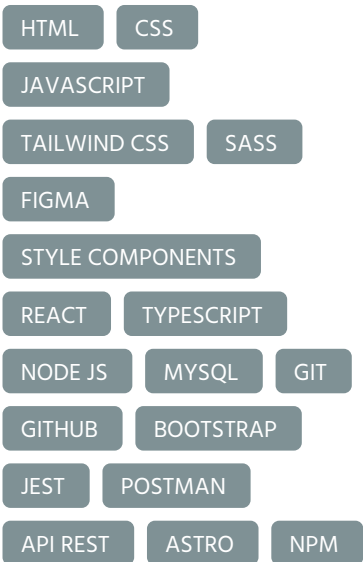 HTML CSS
JAVASCRIPT
TAILWIND CSS SASS
FIGMA
STYLE COMPONENTS
REACT TYPESCRIPT
NODE JS MYSQL GIT
GITHUB BOOTSTRAP
JEST POSTMAN
API REST ASTRO NPM